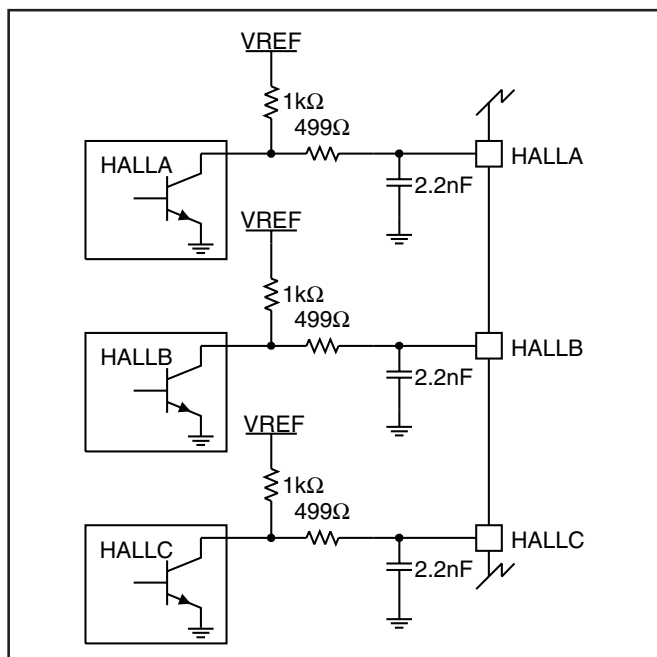 VREF
1kΩ
499Ω
HALLA
HALLA
2.2nF
VREF
1kΩ
499Ω
HALLB
HALLB
2.2nF
VREF
1kΩ
499Ω
HALLC
HALLC
2.2nF